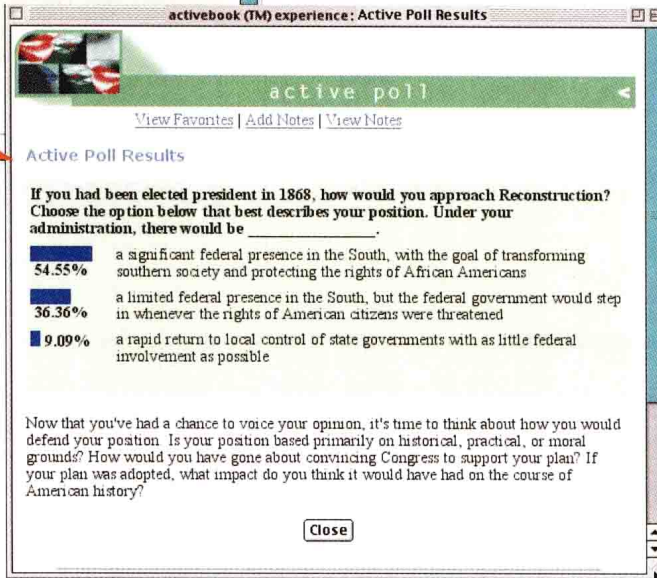 activebook (TM) experience: Active Poll Results
active poll <
View Favorites | Add Notes | View Notes
Active Poll Results
If you had been elected president in 1868, how would you approach Reconstruction?
Choose the option below that best describes your position. Under your
administration, there would be _______________.
54.55% a significant federal presence in the South, with the goal of transforming
southern society and protecting the rights of African Americans
36.36% a limited federal presence in the South, but the federal government would step
in whenever the rights of American citizens were threatened
9.09% a rapid return to local control of state governments with as little federal
involvement as possible
Now that you've had a chance to voice your opinion, it's time to think about how you would
defend your position. Is your position based primarily on historical, practical, or moral
grounds? How would you have gone about convincing Congress to support your plan? If
your plan was adopted, what impact do you think it would have had on the course of
American history?
Close